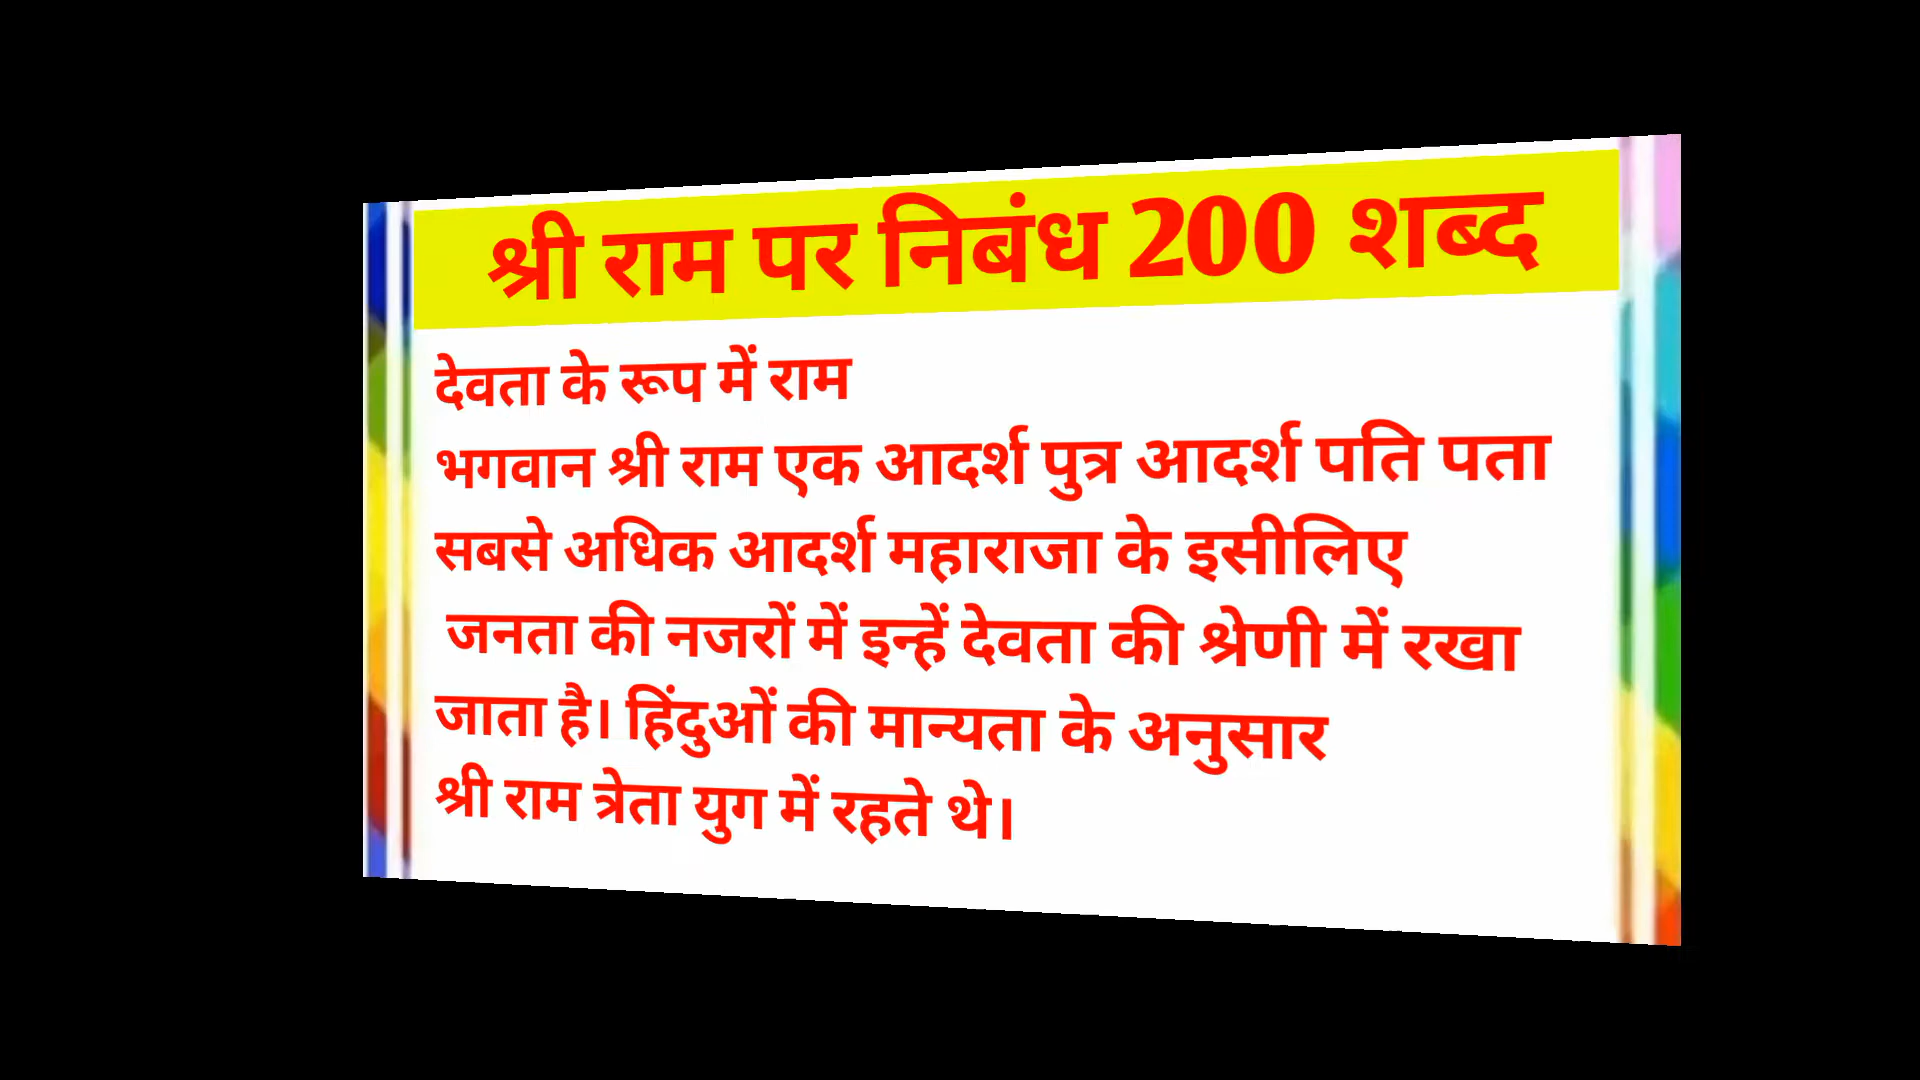 श्री राम पर निबंध 200 शब्द
देवता के रूप में राम
भगवान श्री राम एक आदर्श पुत्र आदर्श पति पता
सबसे अधिक आदर्श महाराजा के इसीलिए
जनता की नजरों में इन्हें देवता की श्रेणी में रखा
जाता है। हिंदुओं की मान्यता के अनुसार
श्री राम त्रेता युग में रहते थे।